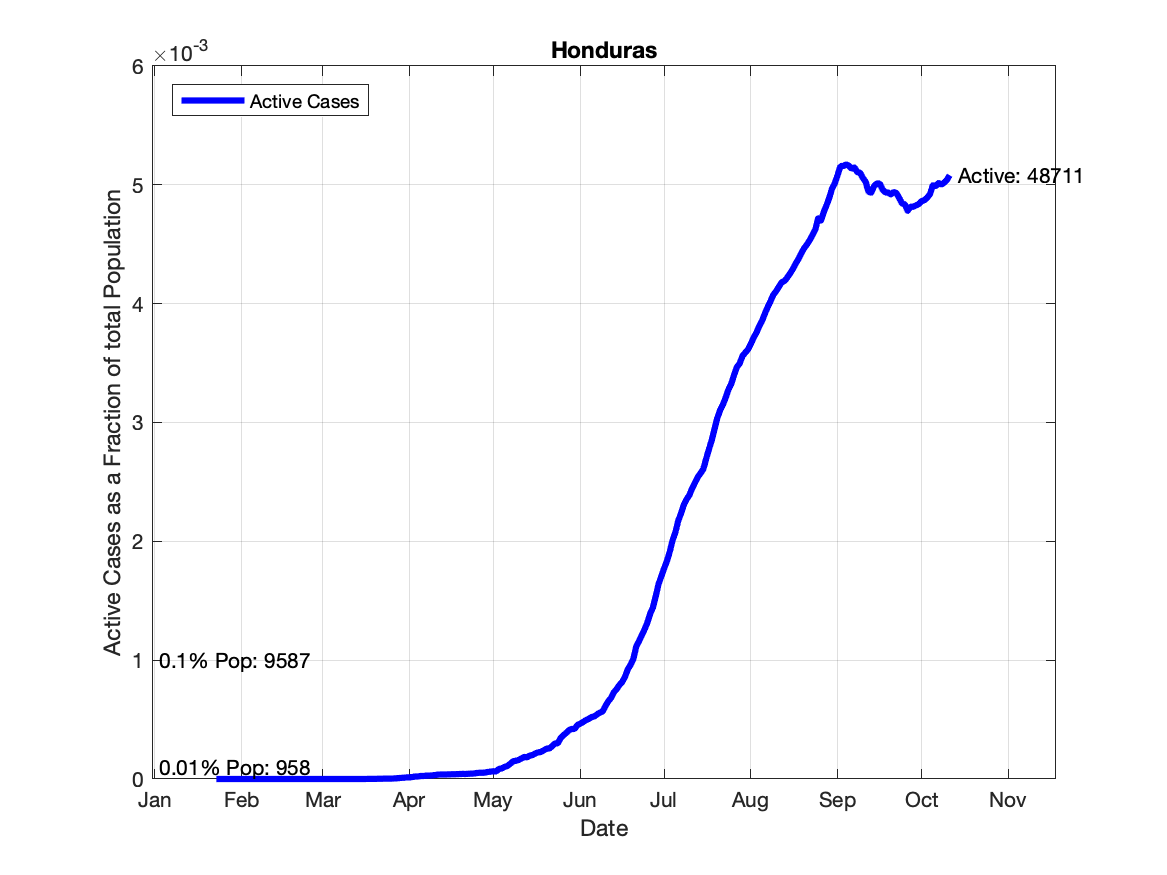 Honduras
×10-3
6
5
4
3
2
1
0
Active Cases
Active: 48711
0.1% Pop: 9587
0.01% Pop: 958
Active Cases as a Fraction of total Population
Jan Feb Mar Apr May Jun Jul Aug Sep Oct Nov
Date